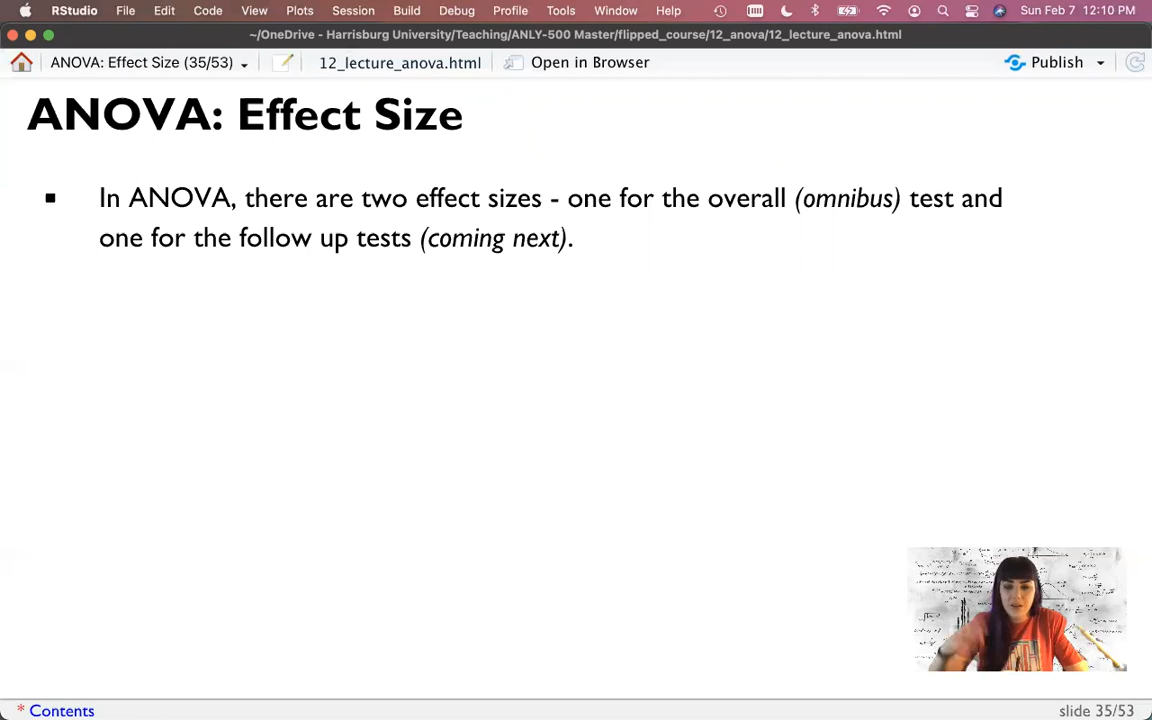 RStudio File Edit Code View Plots Session Build Debug Profile Tools Window Help Sun Feb 7 12:10 PM
~/OneDrive - Harrisburg University/Teaching/ANLY-500 Master/flipped_course/12_anova/12_lecture_anova.html
ANOVA: Effect Size (35/53) 12_lecture_anova.html Open in Browser Publish
ANOVA: Effect Size
▪ In ANOVA, there are two effect sizes - one for the overall (omnibus) test and
one for the follow up tests (coming next).
* Contents slide 35/53